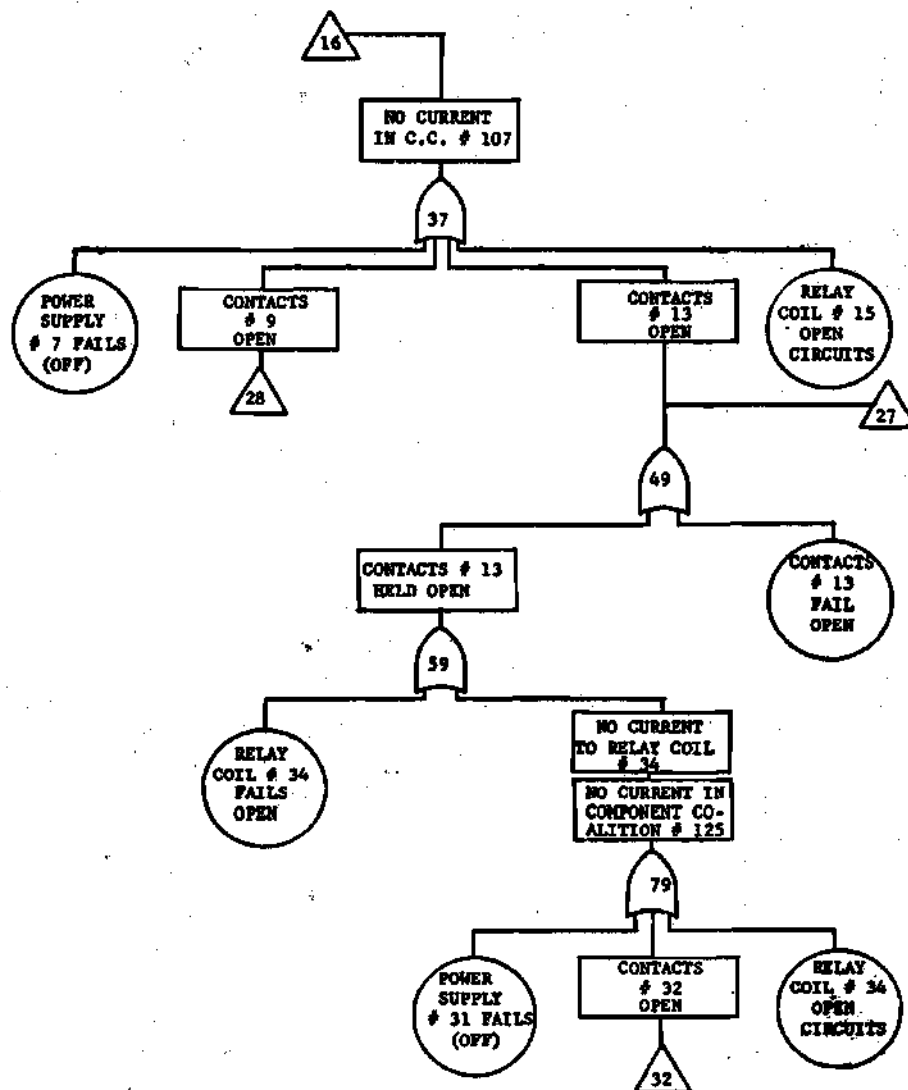 16
NO CURRENT
IN C.C. # 107
37
POWER
SUPPLY
# 7 FAILS
(OFF)
CONTACTS
# 9
OPEN
CONTACTS
# 13
OPEN
RELAY
COIL # 15
OPEN
CIRCUITS
28
27
49
CONTACTS # 13
HELD OPEN
CONTACTS
# 13
FAIL
OPEN
59
RELAY
COIL # 34
FAILS
OPEN
NO CURRENT
TO RELAY COIL
# 34
NO CURRENT IN
COMPONENT CO-
ALITION # 125
79
POWER
SUPPLY
# 31 FAILS
(OFF)
CONTACTS
# 32
OPEN
RELAY
COIL # 34
OPEN
CIRCUITS
32